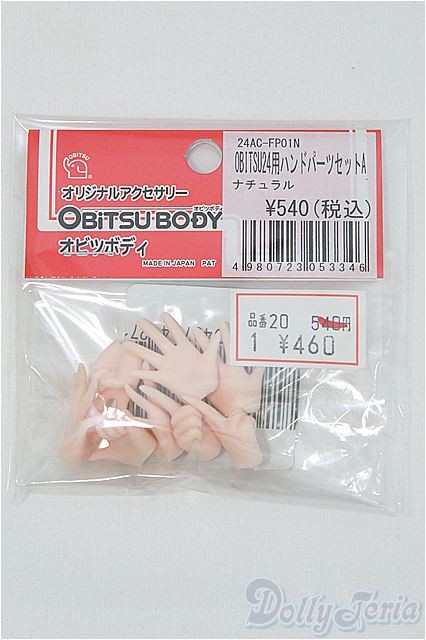 OBITSU
®
オリジナルアクセサリー
オビツボディ
OBITSU BODY
オビツボディ
MADE IN JAPAN PAT
24AC-FP01N
OBITSU24用ハンドパーツセットA
ナチュラル
¥540(税込)
4 980723 053346
品番20 540円
1 ¥460
DollyTeria